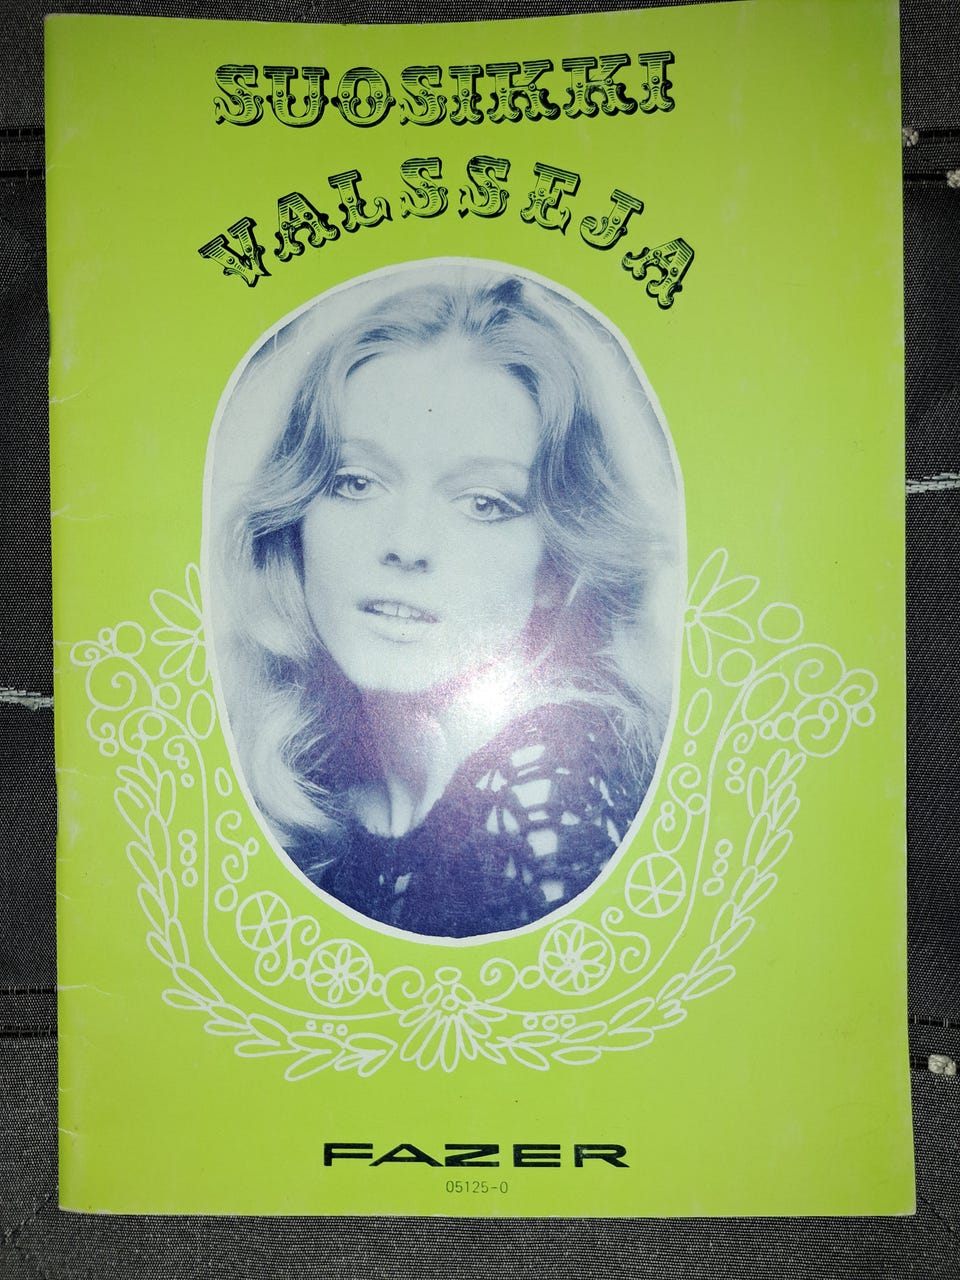 SUOSIKKI
VALSSEJA
FAZER
05125-0